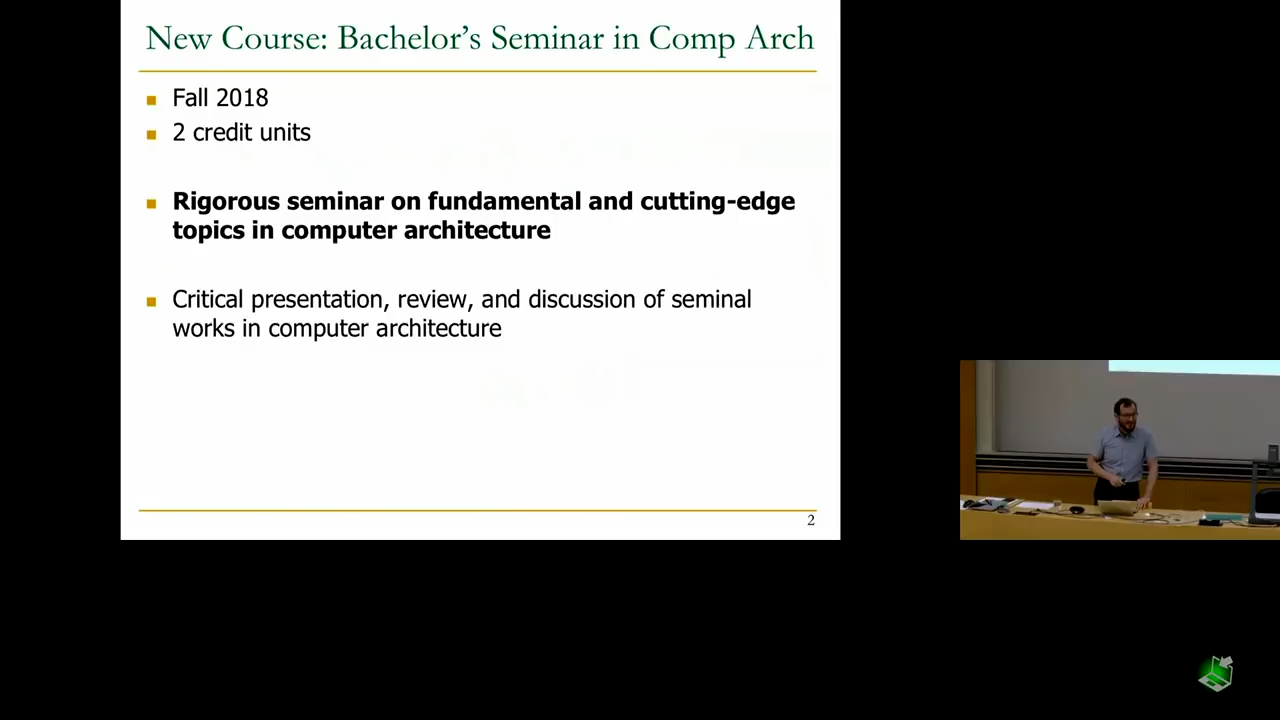 New Course: Bachelor's Seminar in Comp Arch
Fall 2018
2 credit units
Rigorous seminar on fundamental and cutting-edge
topics in computer architecture
Critical presentation, review, and discussion of seminal
works in computer architecture
2